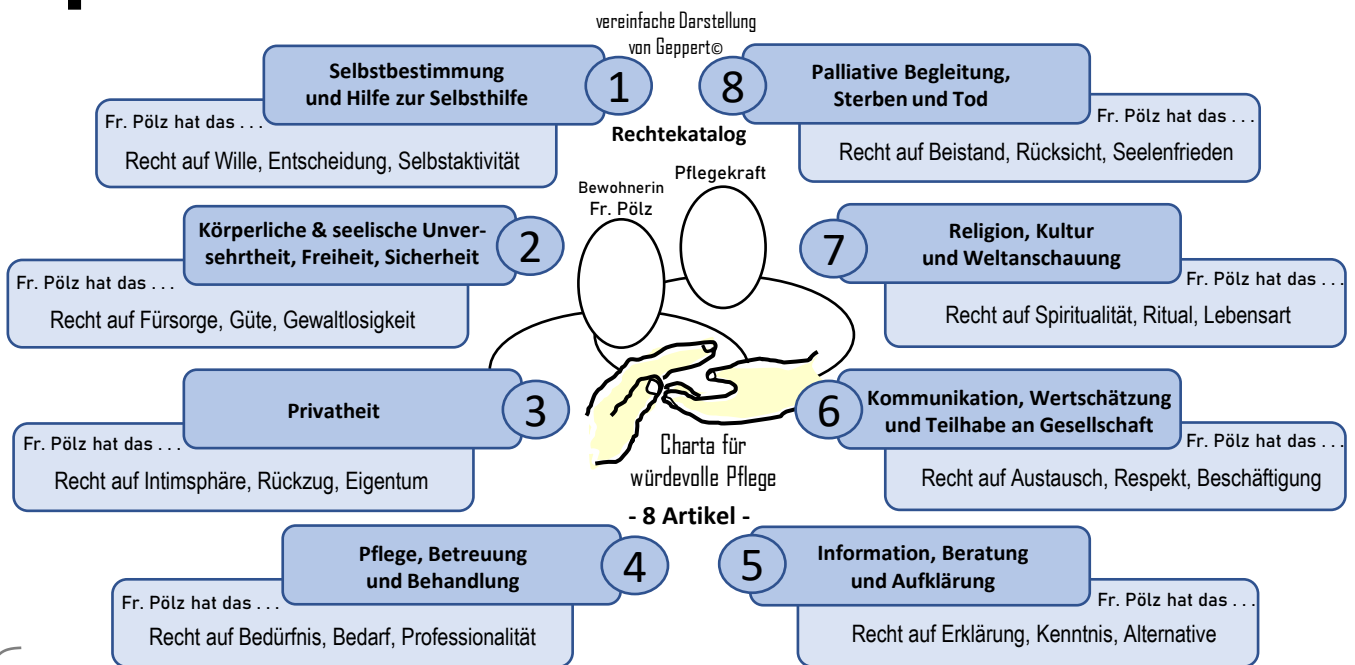 vereinfache Darstellung
von Geppert©
Selbstbestimmung
und Hilfe zur Selbsthilfe
1
Fr. Pölz hat das . . .
Recht auf Wille, Entscheidung, Selbstaktivität
8
Palliative Begleitung,
Sterben und Tod
Fr. Pölz hat das . . .
Recht auf Beistand, Rücksicht, Seelenfrieden
Rechtekatalog
Bewohnerin
Fr. Pölz
Pflegekraft
Körperliche & seelische Unver-
sehrtheit, Freiheit, Sicherheit
2
Fr. Pölz hat das . . .
Recht auf Fürsorge, Güte, Gewaltlosigkeit
7
Religion, Kultur
und Weltanschauung
Fr. Pölz hat das . . .
Recht auf Spiritualität, Ritual, Lebensart
Privatheit
3
Fr. Pölz hat das . . .
Recht auf Intimsphäre, Rückzug, Eigentum
6
Kommunikation, Wertschätzung
und Teilhabe an Gesellschaft
Fr. Pölz hat das . . .
Recht auf Austausch, Respekt, Beschäftigung
Charta für
würdevolle Pflege
- 8 Artikel -
Pflege, Betreuung
und Behandlung
4
Fr. Pölz hat das . . .
Recht auf Bedürfnis, Bedarf, Professionalität
5
Information, Beratung
und Aufklärung
Fr. Pölz hat das . . .
Recht auf Erklärung, Kenntnis, Alternative